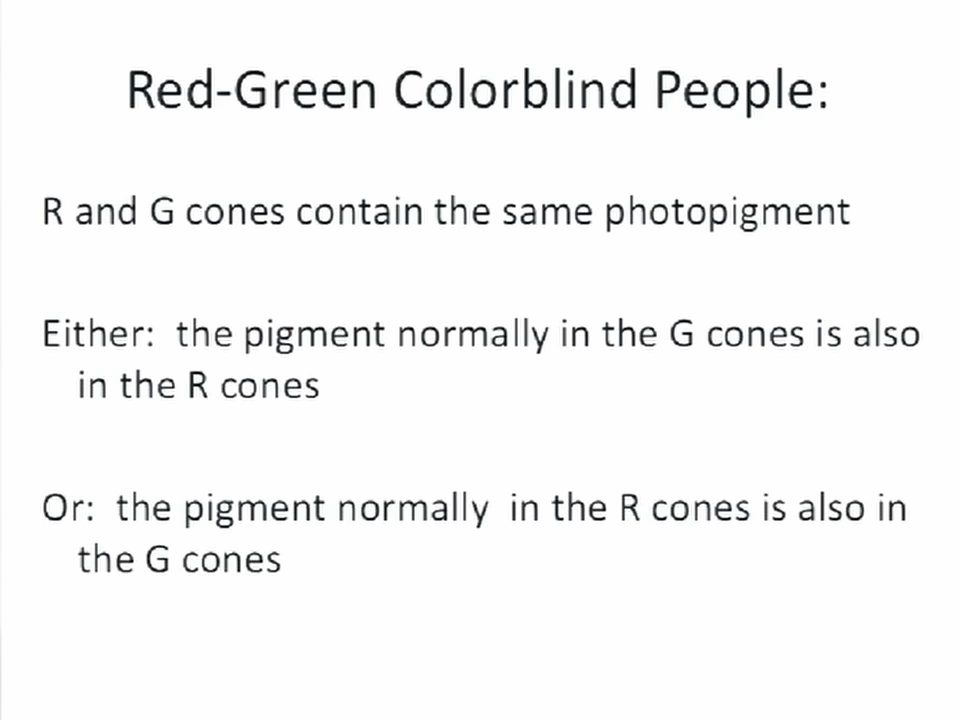 Red-Green Colorblind People:
R and G cones contain the same photopigment
Either:  the pigment normally in the G cones is also
in the R cones
Or:  the pigment normally  in the R cones is also in
the G cones